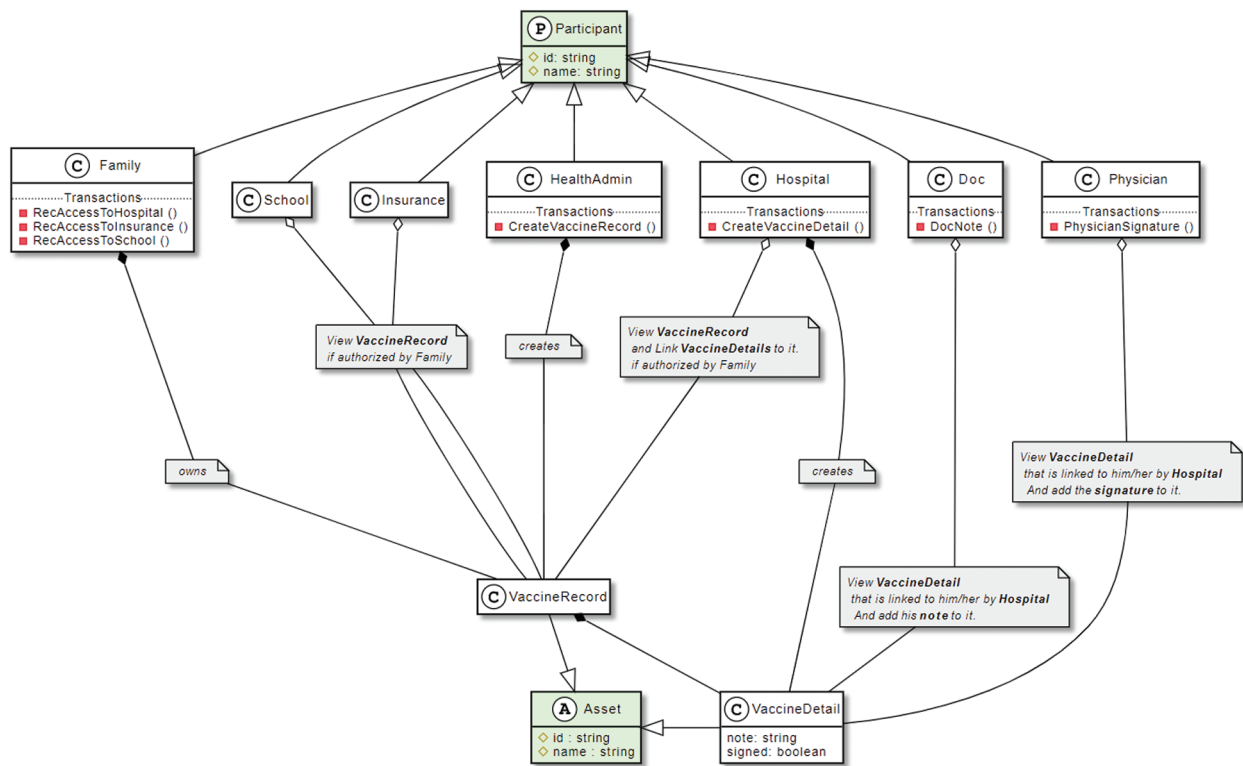 P Participant
id: string
name: string
C Family
Transactions
RecAccessToHospital ()
RecAccessToInsurance ()
RecAccessToSchool ()
C School
C Insurance
C HealthAdmin
Transactions
CreateVaccineRecord ()
C Hospital
Transactions
CreateVaccineDetail ()
C Doc
Transactions
DocNote ()
C Physician
Transactions
PhysicianSignature ()
View VaccineRecord
if authorized by Family
creates
View VaccineRecord
and Link VaccineDetails to it.
if authorized by Family
owns
creates
View VaccineDetail
that is linked to him/her by Hospital
And add the signature to it.
View VaccineDetail
that is linked to him/her by Hospital
And add his note to it.
C VaccineRecord
A Asset
id : string
name : string
C VaccineDetail
note: string
signed: boolean